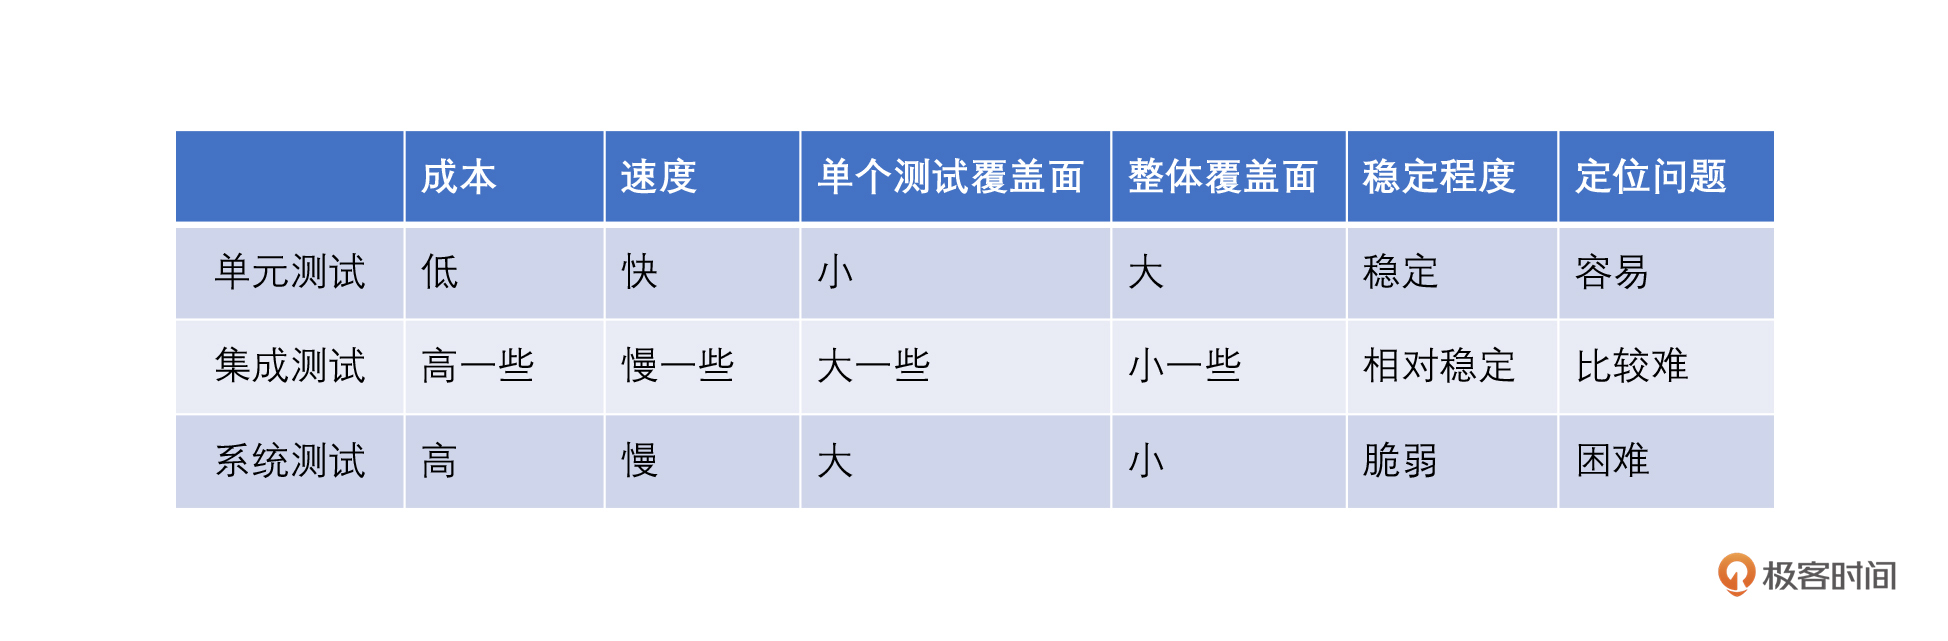 成本 速度 单个测试覆盖面 整体覆盖面 稳定程度 定位问题
单元测试 低 快 小 大 稳定 容易
集成测试 高一些 慢一些 大一些 小一些 相对稳定 比较难
系统测试 高 慢 大 小 脆弱 困难
极客时间